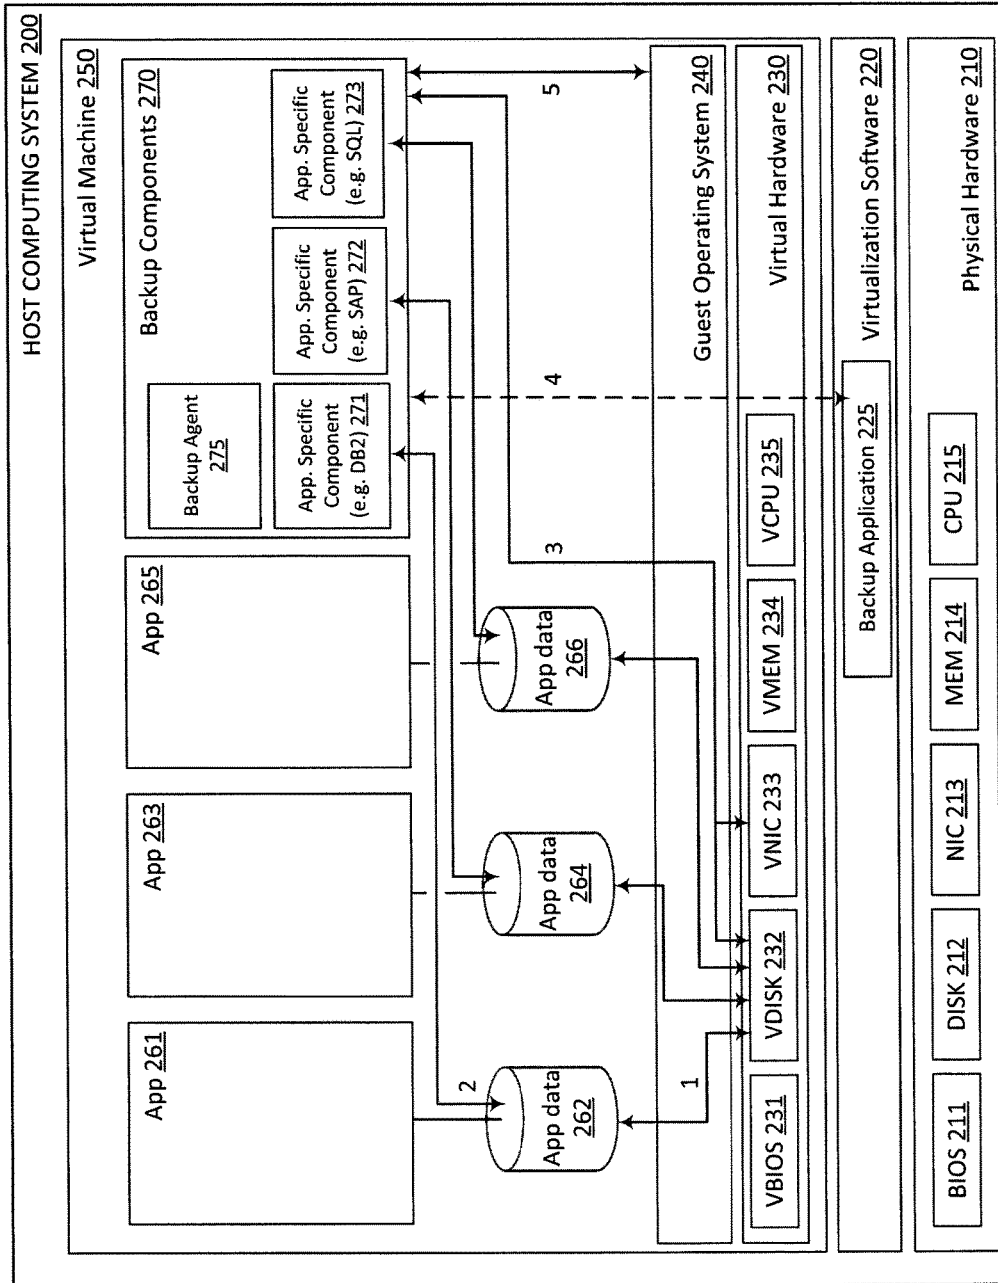 HOST COMPUTING SYSTEM 200
Virtual Machine 250
App 261
App 263
App 265
Backup Components 270
Backup Agent
275
App. Specific
Component
(e.g. DB2) 271
App. Specific
Component
(e.g. SAP) 272
App. Specific
Component
(e.g. SQL) 273
2
App data
262
App data
264
App data
266
3
4
5
1
Guest Operating System 240
VBIOS 231
VDISK 232
VNIC 233
VMEM 234
VCPU 235
Virtual Hardware 230
Backup Application 225
Virtualization Software 220
BIOS 211
DISK 212
NIC 213
MEM 214
CPU 215
Physical Hardware 210